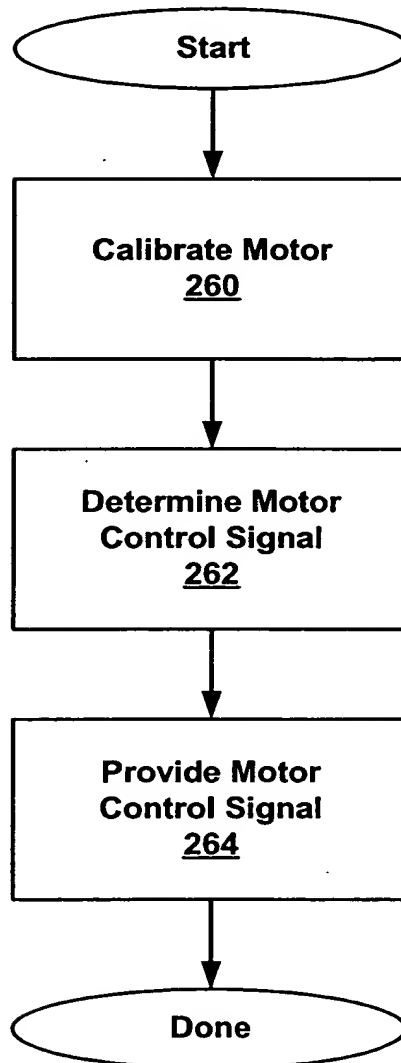 Start
Calibrate Motor
260
Determine Motor
Control Signal
262
Provide Motor
Control Signal
264
Done